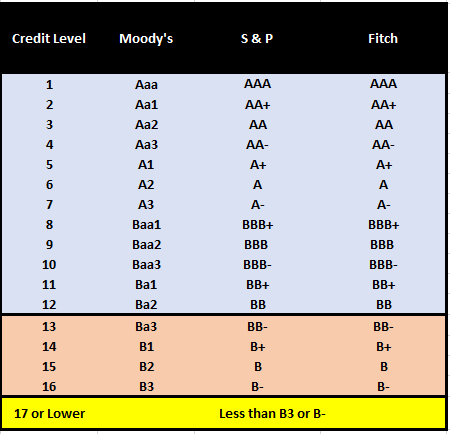 Credit Level Moody's S & P Fitch
1 Aaa AAA AAA
2 Aa1 AA+ AA+
3 Aa2 AA AA
4 Aa3 AA- AA-
5 A1 A+ A+
6 A2 A A
7 A3 A- A-
8 Baa1 BBB+ BBB+
9 Baa2 BBB BBB
10 Baa3 BBB- BBB-
11 Ba1 BB+ BB+
12 Ba2 BB BB
13 Ba3 BB- BB-
14 B1 B+ B+
15 B2 B B
16 B3 B- B-
17 or Lower Less than B3 or B-